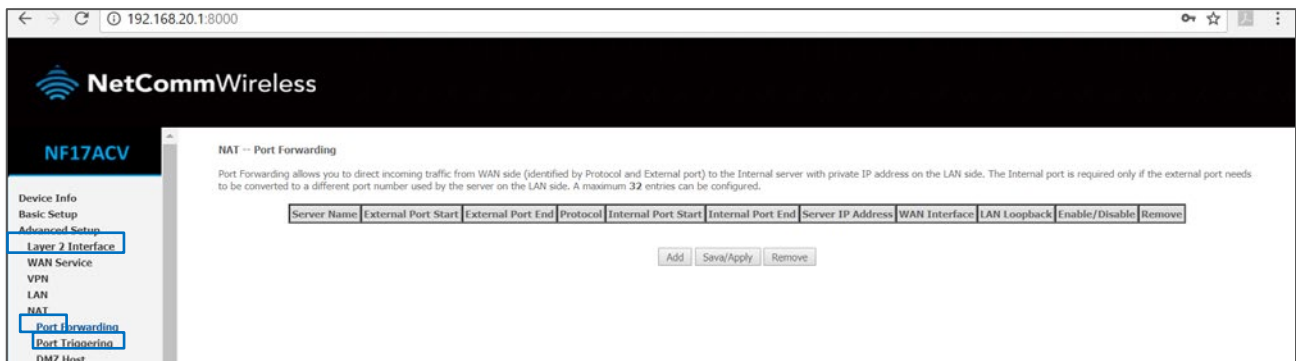 192.168.20.1:8000
NetCommWireless
NF17ACV
Device Info
Basic Setup
Advanced Setup
Layer 2 Interface
WAN Service
VPN
LAN
NAT
Port Forwarding
Port Triggering
DMZ Host
NAT -- Port Forwarding
Port Forwarding allows you to direct incoming traffic from WAN side (identified by Protocol and External port) to the Internal server with private IP address on the LAN side. The Internal port is required only if the external port needs
to be converted to a different port number used by the server on the LAN side. A maximum 32 entries can be configured.
Server Name External Port Start External Port End Protocol Internal Port Start Internal Port End Server IP Address WAN Interface LAN Loopback Enable/Disable Remove
Add Sava/Apply Remove